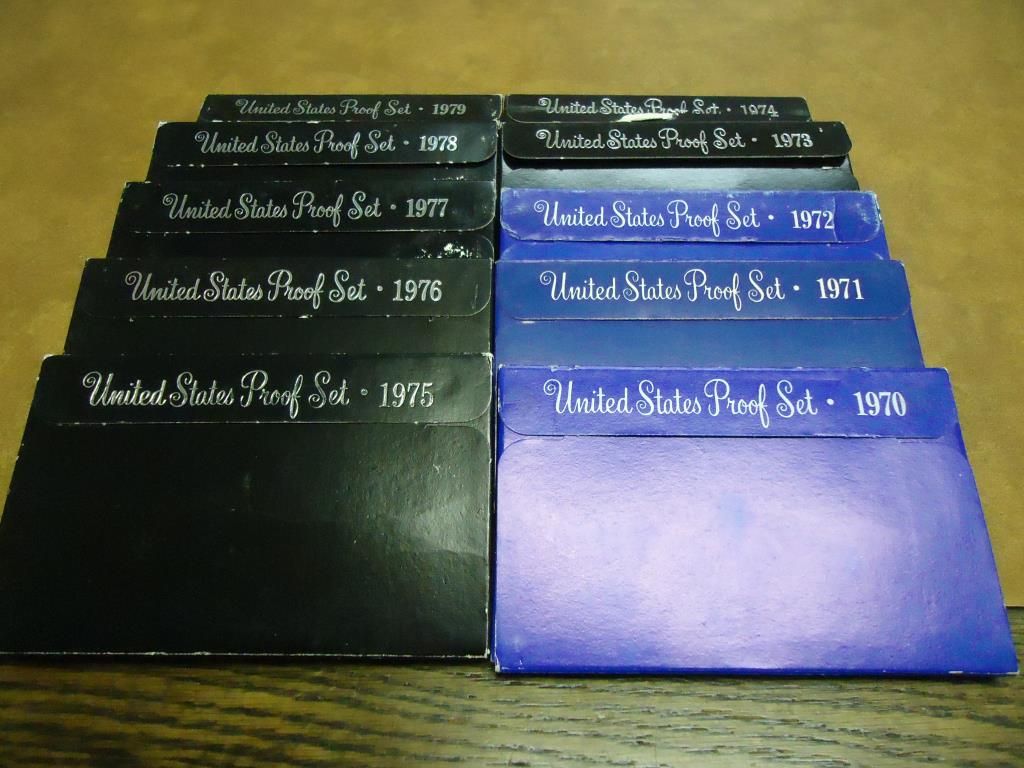 United States Proof Set · 1979
United States Proof Set · 1978
United States Proof Set · 1977
United States Proof Set · 1976
United States Proof Set · 1975
United States Proof Set · 1974
United States Proof Set · 1973
United States Proof Set · 1972
United States Proof Set · 1971
United States Proof Set · 1970